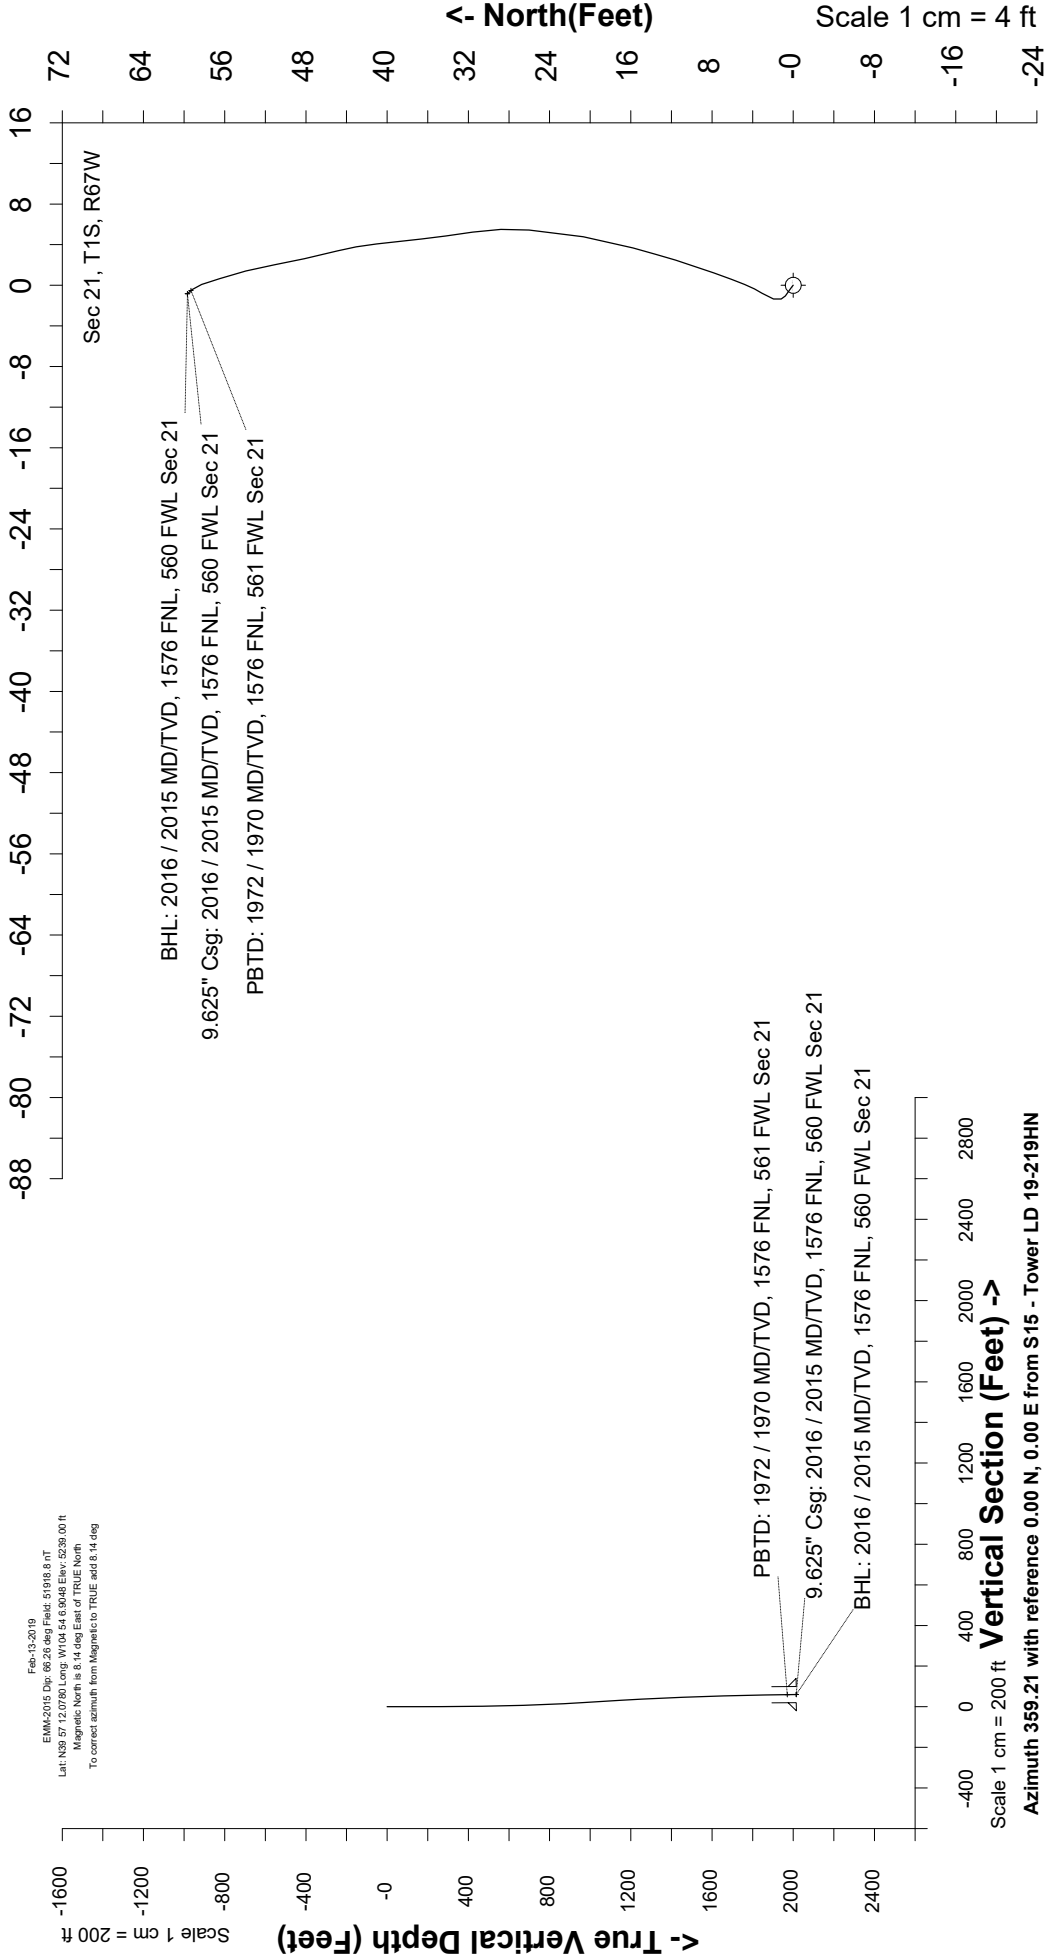 Feb-13-2019
EMM-2015 Dip: 66.26 deg Field: 51918.8 nT
Lat: N39 57 12.0780 Long: W104 54 6.9048 Elev: 5239.00 ft
Magnetic North is 8.14 deg East of TRUE North
To correct azimuth from Magnetic to TRUE add 8.14 deg
Scale 1 cm = 200 ft
<- True Vertical Depth (Feet)
-1600
-1200
-800
-400
-0
400
800
1200
1600
2000
2400
PBTD: 1972 / 1970 MD/TVD, 1576 FNL, 561 FWL Sec 21
9.625" Csg: 2016 / 2015 MD/TVD, 1576 FNL, 560 FWL Sec 21
BHL: 2016 / 2015 MD/TVD, 1576 FNL, 560 FWL Sec 21
-400 0 400 800 1200 1600 2000 2400 2800
Scale 1 cm = 200 ft Vertical Section (Feet) ->
Azimuth 359.21 with reference 0.00 N, 0.00 E from S15 - Tower LD 19-219HN
-88 -80 -72 -64 -56 -48 -40 -32 -24 -16 -8 0 8 16
Sec 21, T1S, R67W
BHL: 2016 / 2015 MD/TVD, 1576 FNL, 560 FWL Sec 21
9.625" Csg: 2016 / 2015 MD/TVD, 1576 FNL, 560 FWL Sec 21
PBTD: 1972 / 1970 MD/TVD, 1576 FNL, 561 FWL Sec 21
72
64
56
48
40
32
24
16
8
-0
-8
-16
-24
<- North(Feet)
Scale 1 cm = 4 ft